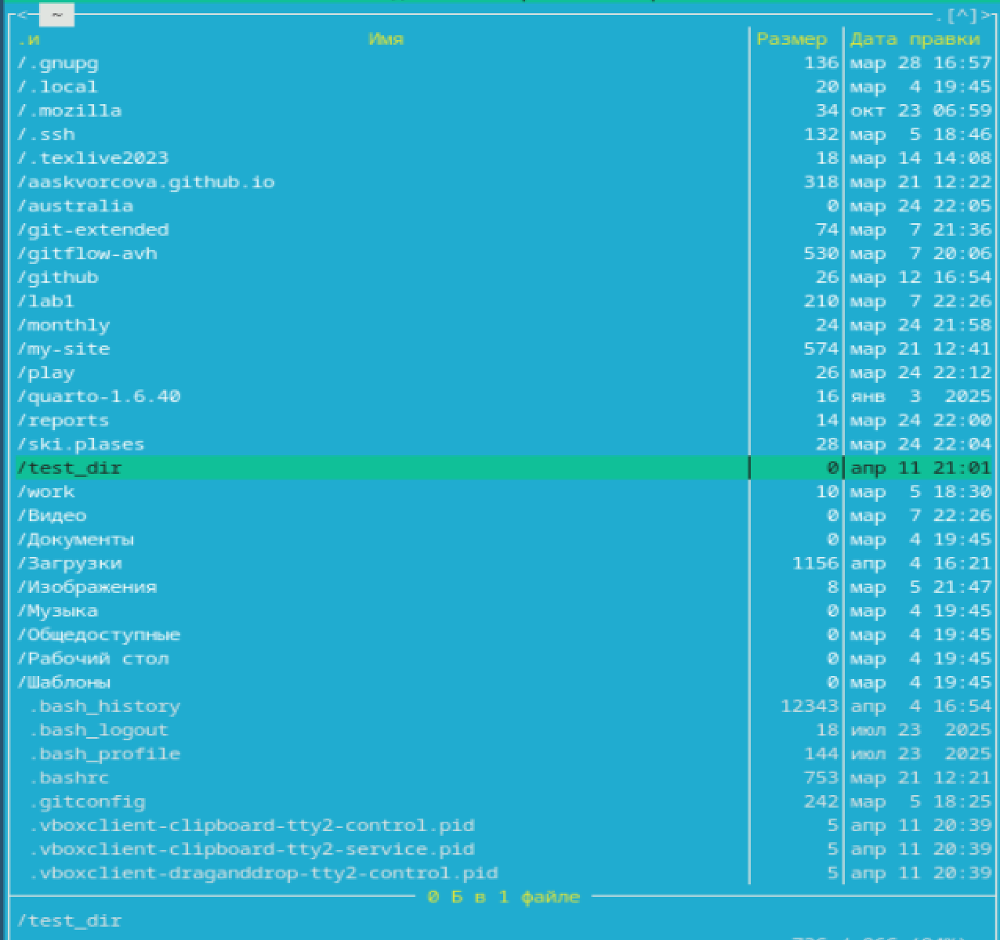 <~ .[^]>
.и Имя Размер Дата правки
/.gnupg 136 мар 28 16:57
/.local 20 мар 4 19:45
/.mozilla 34 окт 23 06:59
/.ssh 132 мар 5 18:46
/.texlive2023 18 мар 14 14:08
/aaskvorcova.github.io 318 мар 21 12:22
/australia 0 мар 24 22:05
/git-extended 74 мар 7 21:36
/gitflow-avh 530 мар 7 20:06
/github 26 мар 12 16:54
/lab1 210 мар 7 22:26
/monthly 24 мар 24 21:58
/my-site 574 мар 21 12:41
/play 26 мар 24 22:12
/quarto-1.6.40 16 янв 3 2025
/reports 14 мар 24 22:00
/ski.plases 28 мар 24 22:04
/test_dir 0 апр 11 21:01
/work 10 мар 5 18:30
/Видео 0 мар 7 22:26
/Документы 0 мар 4 19:45
/Загрузки 1156 апр 4 16:21
/Изображения 8 мар 5 21:47
/Музыка 0 мар 4 19:45
/Общедоступные 0 мар 4 19:45
/Рабочий стол 0 мар 4 19:45
/Шаблоны 0 мар 4 19:45
.bash_history 12343 апр 4 16:54
.bash_logout 18 июл 23 2025
.bash_profile 144 июл 23 2025
.bashrc 753 мар 21 12:21
.gitconfig 242 мар 5 18:25
.vboxclient-clipboard-tty2-control.pid 5 апр 11 20:39
.vboxclient-clipboard-tty2-service.pid 5 апр 11 20:39
.vboxclient-draganddrop-tty2-control.pid 5 апр 11 20:39
0 Б в 1 файле
/test_dir